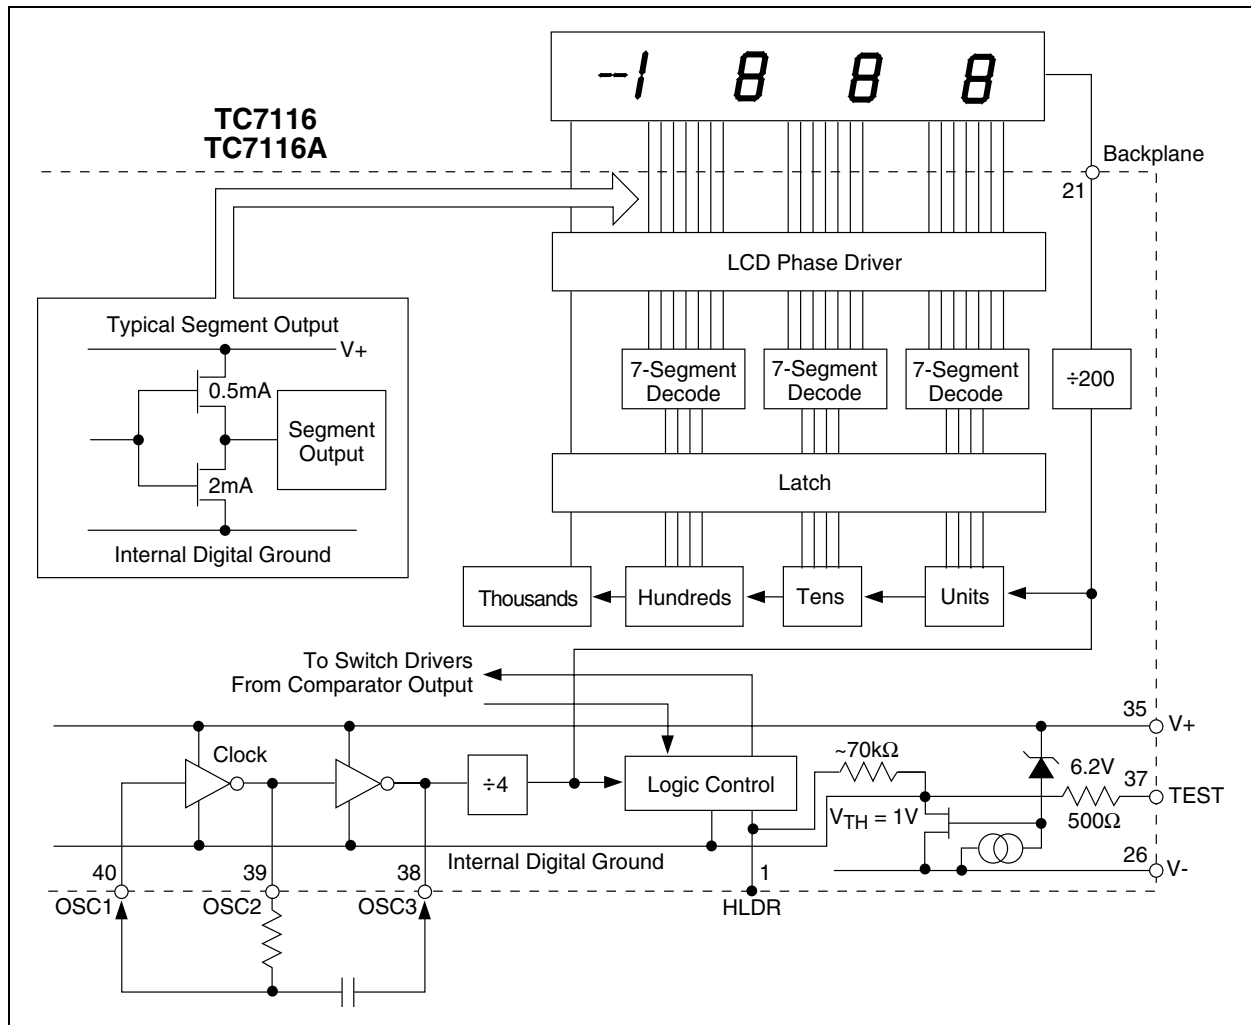 -1 8 8 8
TC7116
TC7116A
Backplane
21
LCD Phase Driver
Typical Segment Output
V+
0.5mA
Segment
Output
2mA
Internal Digital Ground
7-Segment
Decode
7-Segment
Decode
7-Segment
Decode
÷200
Latch
Thousands
Hundreds
Tens
Units
To Switch Drivers
From Comparator Output
35
V+
Clock
~70kΩ
6.2V
37
÷4
Logic Control
TEST
VTH = 1V
500Ω
Internal Digital Ground
26
V-
40
39
38
1
OSC1
OSC2
OSC3
HLDR